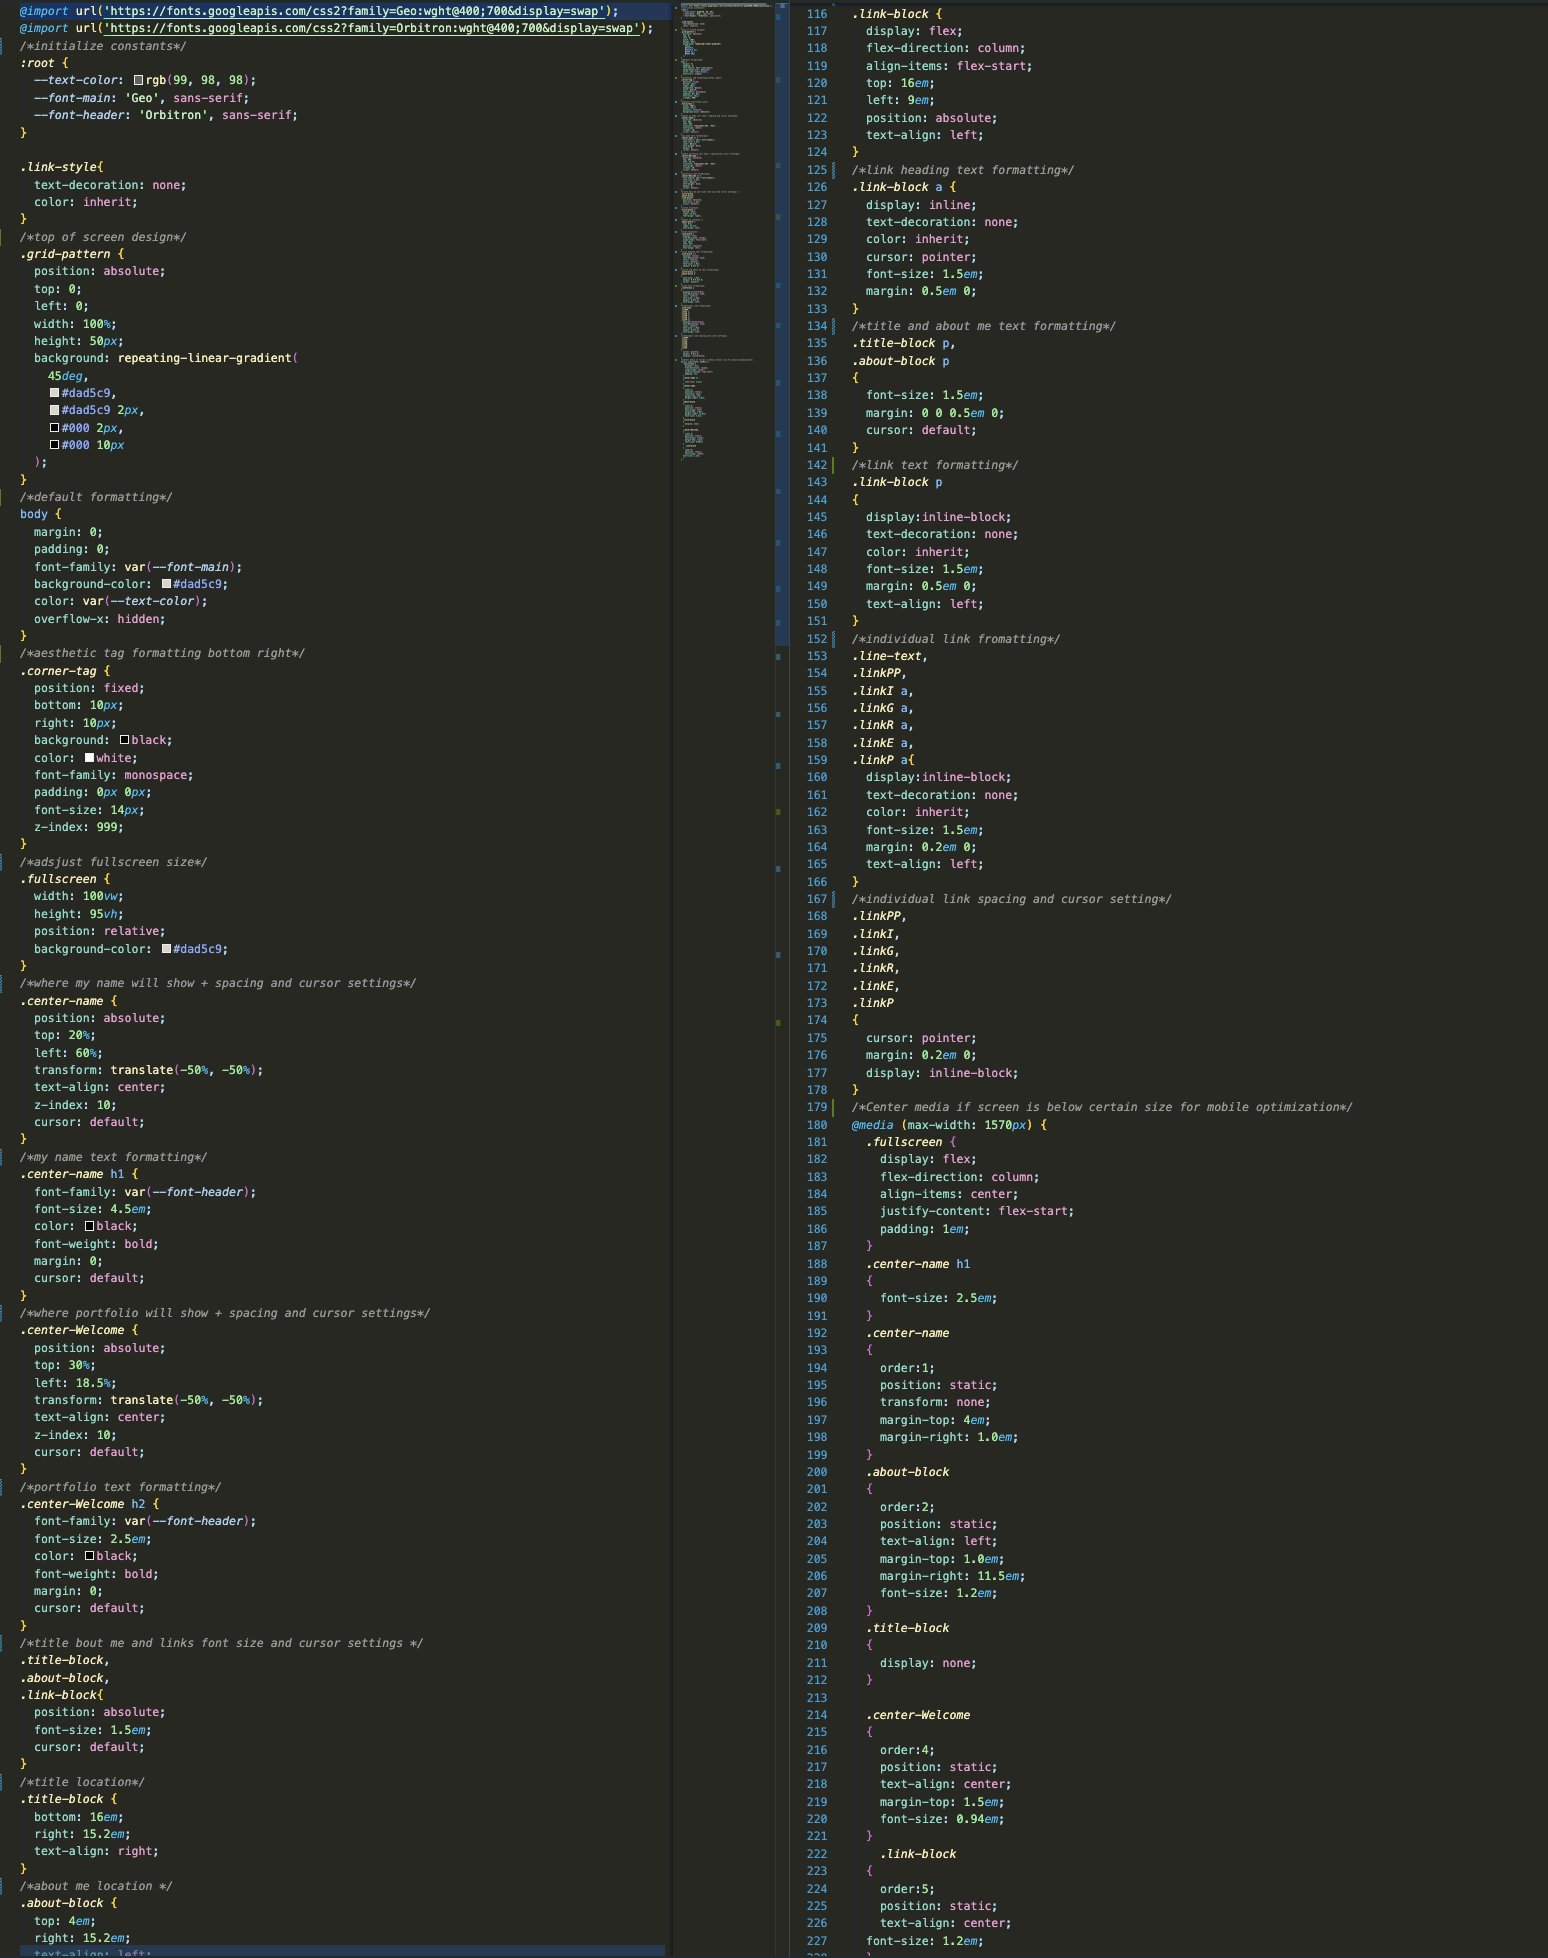 @import url('https://fonts.googleapis.com/css2?family=Geo:wght@400;700&display=swap');
@import url('https://fonts.googleapis.com/css2?family=Orbitron:wght@400;700&display=swap');
/*initialize constants*/
:root {
--text-color: rgb(99, 98, 98);
--font-main: 'Geo', sans-serif;
--font-header: 'Orbitron', sans-serif;
}
.link-style{
text-decoration: none;
color: inherit;
}
/*top of screen design*/
.grid-pattern {
position: absolute;
top: 0;
left: 0;
width: 100%;
height: 50px;
background: repeating-linear-gradient(
45deg,
#dad5c9,
#dad5c9 2px,
#000 2px,
#000 10px
);
}
/*default formatting*/
body {
margin: 0;
padding: 0;
font-family: var(--font-main);
background-color: #dad5c9;
color: var(--text-color);
overflow-x: hidden;
}
/*aesthetic tag formatting bottom right*/
.corner-tag {
position: fixed;
bottom: 10px;
right: 10px;
background: black;
color: white;
font-family: monospace;
padding: 0px 0px;
font-size: 14px;
z-index: 999;
}
/*adsjust fullscreen size*/
.fullscreen {
width: 100vw;
height: 95vh;
position: relative;
background-color: #dad5c9;
}
/*where my name will show + spacing and cursor settings*/
.center-name {
position: absolute;
top: 20%;
left: 60%;
transform: translate(-50%, -50%);
text-align: center;
z-index: 10;
cursor: default;
}
/*my name text formatting*/
.center-name h1 {
font-family: var(--font-header);
font-size: 4.5em;
color: black;
font-weight: bold;
margin: 0;
cursor: default;
}
/*where portfolio will show + spacing and cursor settings*/
.center-Welcome {
position: absolute;
top: 30%;
left: 18.5%;
transform: translate(-50%, -50%);
text-align: center;
z-index: 10;
cursor: default;
}
/*portfolio text formatting*/
.center-Welcome h2 {
font-family: var(--font-header);
font-size: 2.5em;
color: black;
font-weight: bold;
margin: 0;
cursor: default;
}
/*title bout me and links font size and cursor settings */
.title-block,
.about-block,
.link-block{
position: absolute;
font-size: 1.5em;
cursor: default;
}
/*title location*/
.title-block {
bottom: 16em;
right: 15.2em;
text-align: right;
}
/*about me location */
.about-block {
top: 4em;
right: 15.2em;
text-align: left;
116 .link-block {
117 display: flex;
118 flex-direction: column;
119 align-items: flex-start;
120 top: 16em;
121 left: 9em;
122 position: absolute;
123 text-align: left;
124 }
125 /*link heading text formatting*/
126 .link-block a {
127 display: inline;
128 text-decoration: none;
129 color: inherit;
130 cursor: pointer;
131 font-size: 1.5em;
132 margin: 0.5em 0;
133 }
134 /*title and about me text formatting*/
135 .title-block p,
136 .about-block p
137 {
138 font-size: 1.5em;
139 margin: 0 0 0.5em 0;
140 cursor: default;
141 }
142 /*link text formatting*/
143 .link-block p
144 {
145 display:inline-block;
146 text-decoration: none;
147 color: inherit;
148 font-size: 1.5em;
149 margin: 0.5em 0;
150 text-align: left;
151 }
152 /*individual link fromatting*/
153 .line-text,
154 .linkPP,
155 .linkI a,
156 .linkG a,
157 .linkR a,
158 .linkE a,
159 .linkP a{
160 display:inline-block;
161 text-decoration: none;
162 color: inherit;
163 font-size: 1.5em;
164 margin: 0.2em 0;
165 text-align: left;
166 }
167 /*individual link spacing and cursor setting*/
168 .linkPP,
169 .linkI,
170 .linkG,
171 .linkR,
172 .linkE,
173 .linkP
174 {
175 cursor: pointer;
176 margin: 0.2em 0;
177 display: inline-block;
178 }
179 /*Center media if screen is below certain size for mobile optimization*/
180 @media (max-width: 1570px) {
181 .fullscreen {
182 display: flex;
183 flex-direction: column;
184 align-items: center;
185 justify-content: flex-start;
186 padding: 1em;
187 }
188 .center-name h1
189 {
190 font-size: 2.5em;
191 }
192 .center-name
193 {
194 order:1;
195 position: static;
196 transform: none;
197 margin-top: 4em;
198 margin-right: 1.0em;
199 }
200 .about-block
201 {
202 order:2;
203 position: static;
204 text-align: left;
205 margin-top: 1.0em;
206 margin-right: 11.5em;
207 font-size: 1.2em;
208 }
209 .title-block
210 {
211 display: none;
212 }
213
214 .center-Welcome
215 {
216 order:4;
217 position: static;
218 text-align: center;
219 margin-top: 1.5em;
220 font-size: 0.94em;
221 }
222 .link-block
223 {
224 order:5;
225 position: static;
226 text-align: center;
227 font-size: 1.2em;